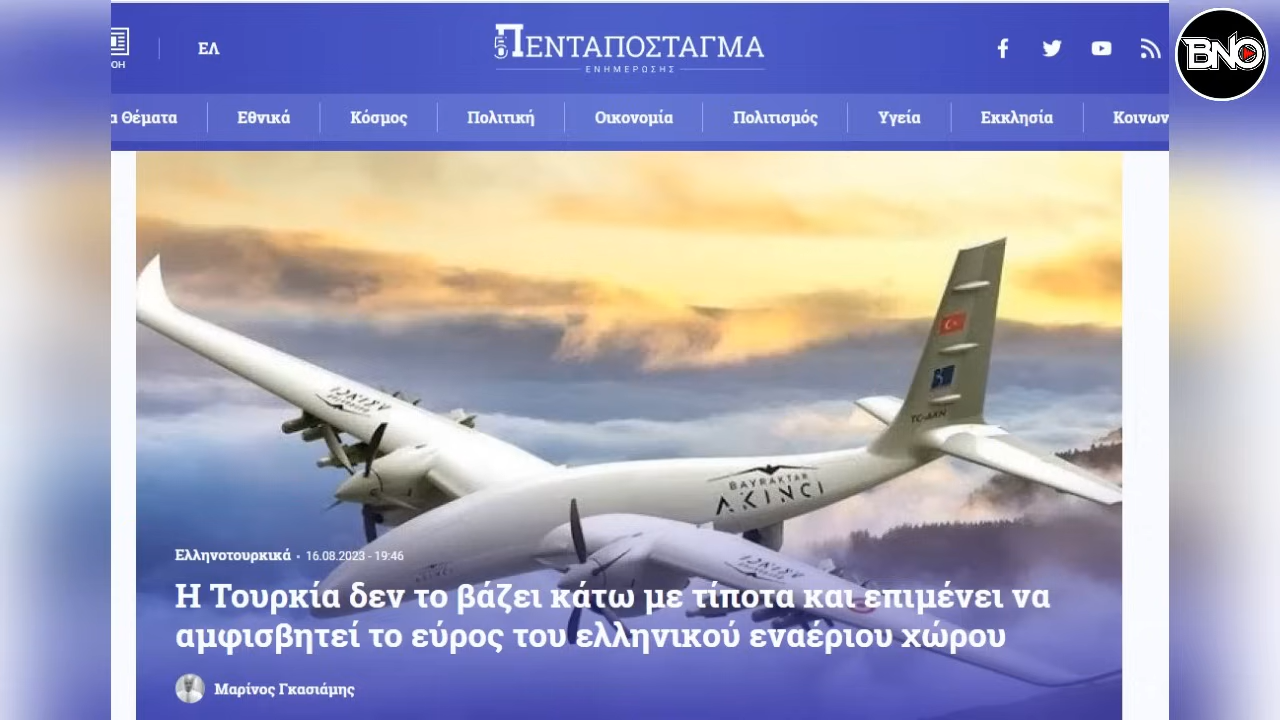 ΟΗ
ΕΛ
ΠΕΝΤΑΠΟΣΤΑΓΜΑ
ΕΝΗΜΕΡΩΣΗΣ
BNO
α Θέματα
Εθνικά
Κόσμος
Πολιτική
Οικονομία
Πολιτισμός
Υγεία
Εκκλησία
Κοινων
BAYRAKTAR
AKINCI
TC-AKN
Ελληνοτουρκικά • 16.08.2023 - 19:46
Η Τουρκία δεν το βάζει κάτω με τίποτα και επιμένει να
αμφισβητεί το εύρος του ελληνικού εναέριου χώρου
Μαρίνος Γκασιάμης